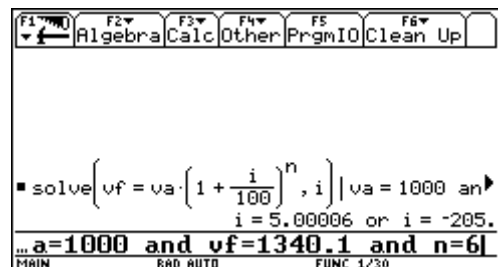 F1 F2 F3 F4 F5 F6
Algebra Calc Other PrgmIO Clean Up
solve(vf = va·(1 + i/100)^n, i) | va = 1000 an
i = 5.00006 or i = -205.
…a=1000 and vf=1340.1 and n=6
MAIN RAD AUTO FUNC 1/30